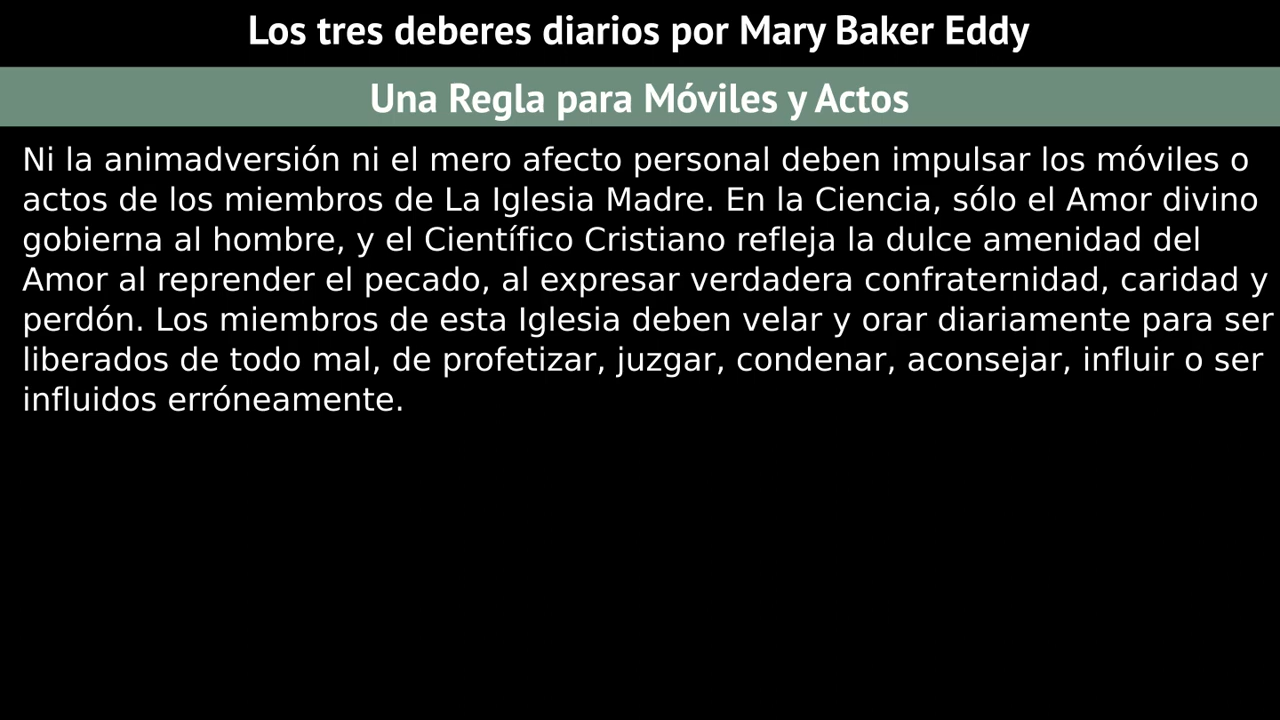 Los tres deberes diarios por Mary Baker Eddy
Una Regla para Móviles y Actos
Ni la animadversión ni el mero afecto personal deben impulsar los móviles o
actos de los miembros de La Iglesia Madre. En la Ciencia, sólo el Amor divino
gobierna al hombre, y el Científico Cristiano refleja la dulce amenidad del
Amor al reprender el pecado, al expresar verdadera confraternidad, caridad y
perdón. Los miembros de esta Iglesia deben velar y orar diariamente para ser
liberados de todo mal, de profetizar, juzgar, condenar, aconsejar, influir o ser
influidos erróneamente.